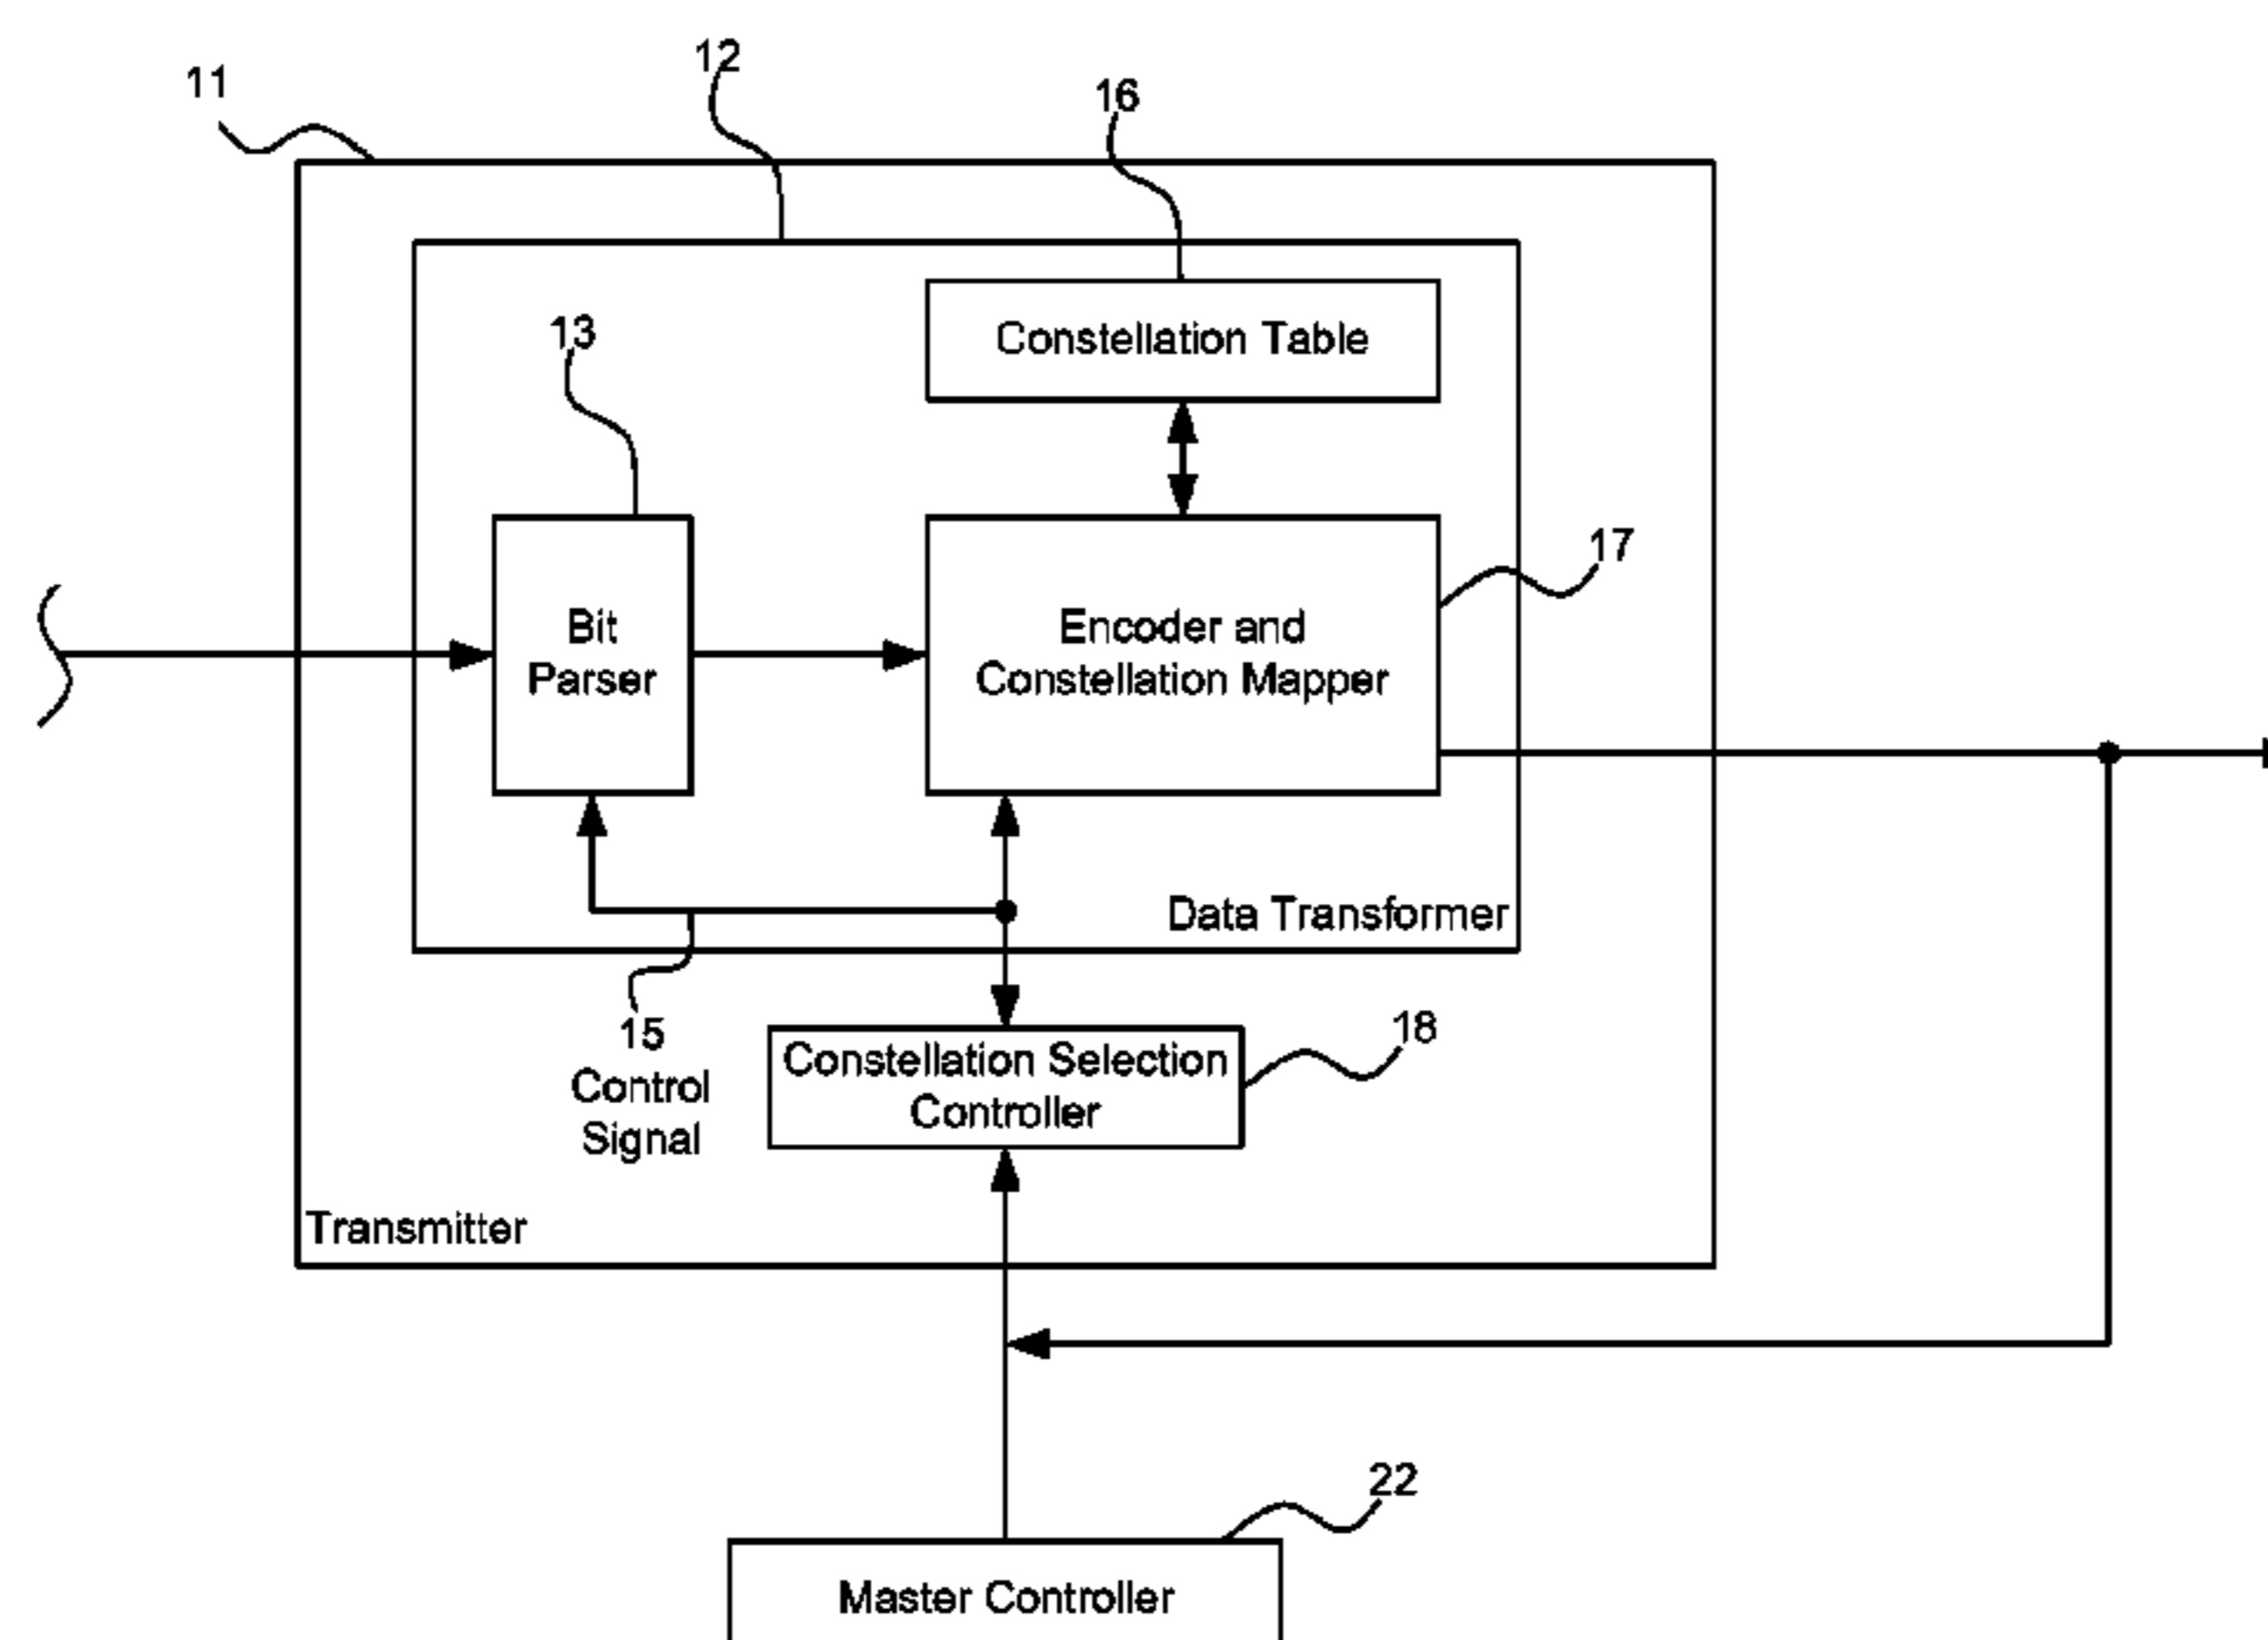 11
12
16
Constellation Table
13
17
Bit
Parser
Encoder and
Constellation Mapper
Data Transformer
15
Control
Signal
18
Constellation Selection
Controller
Transmitter
22
Master Controller